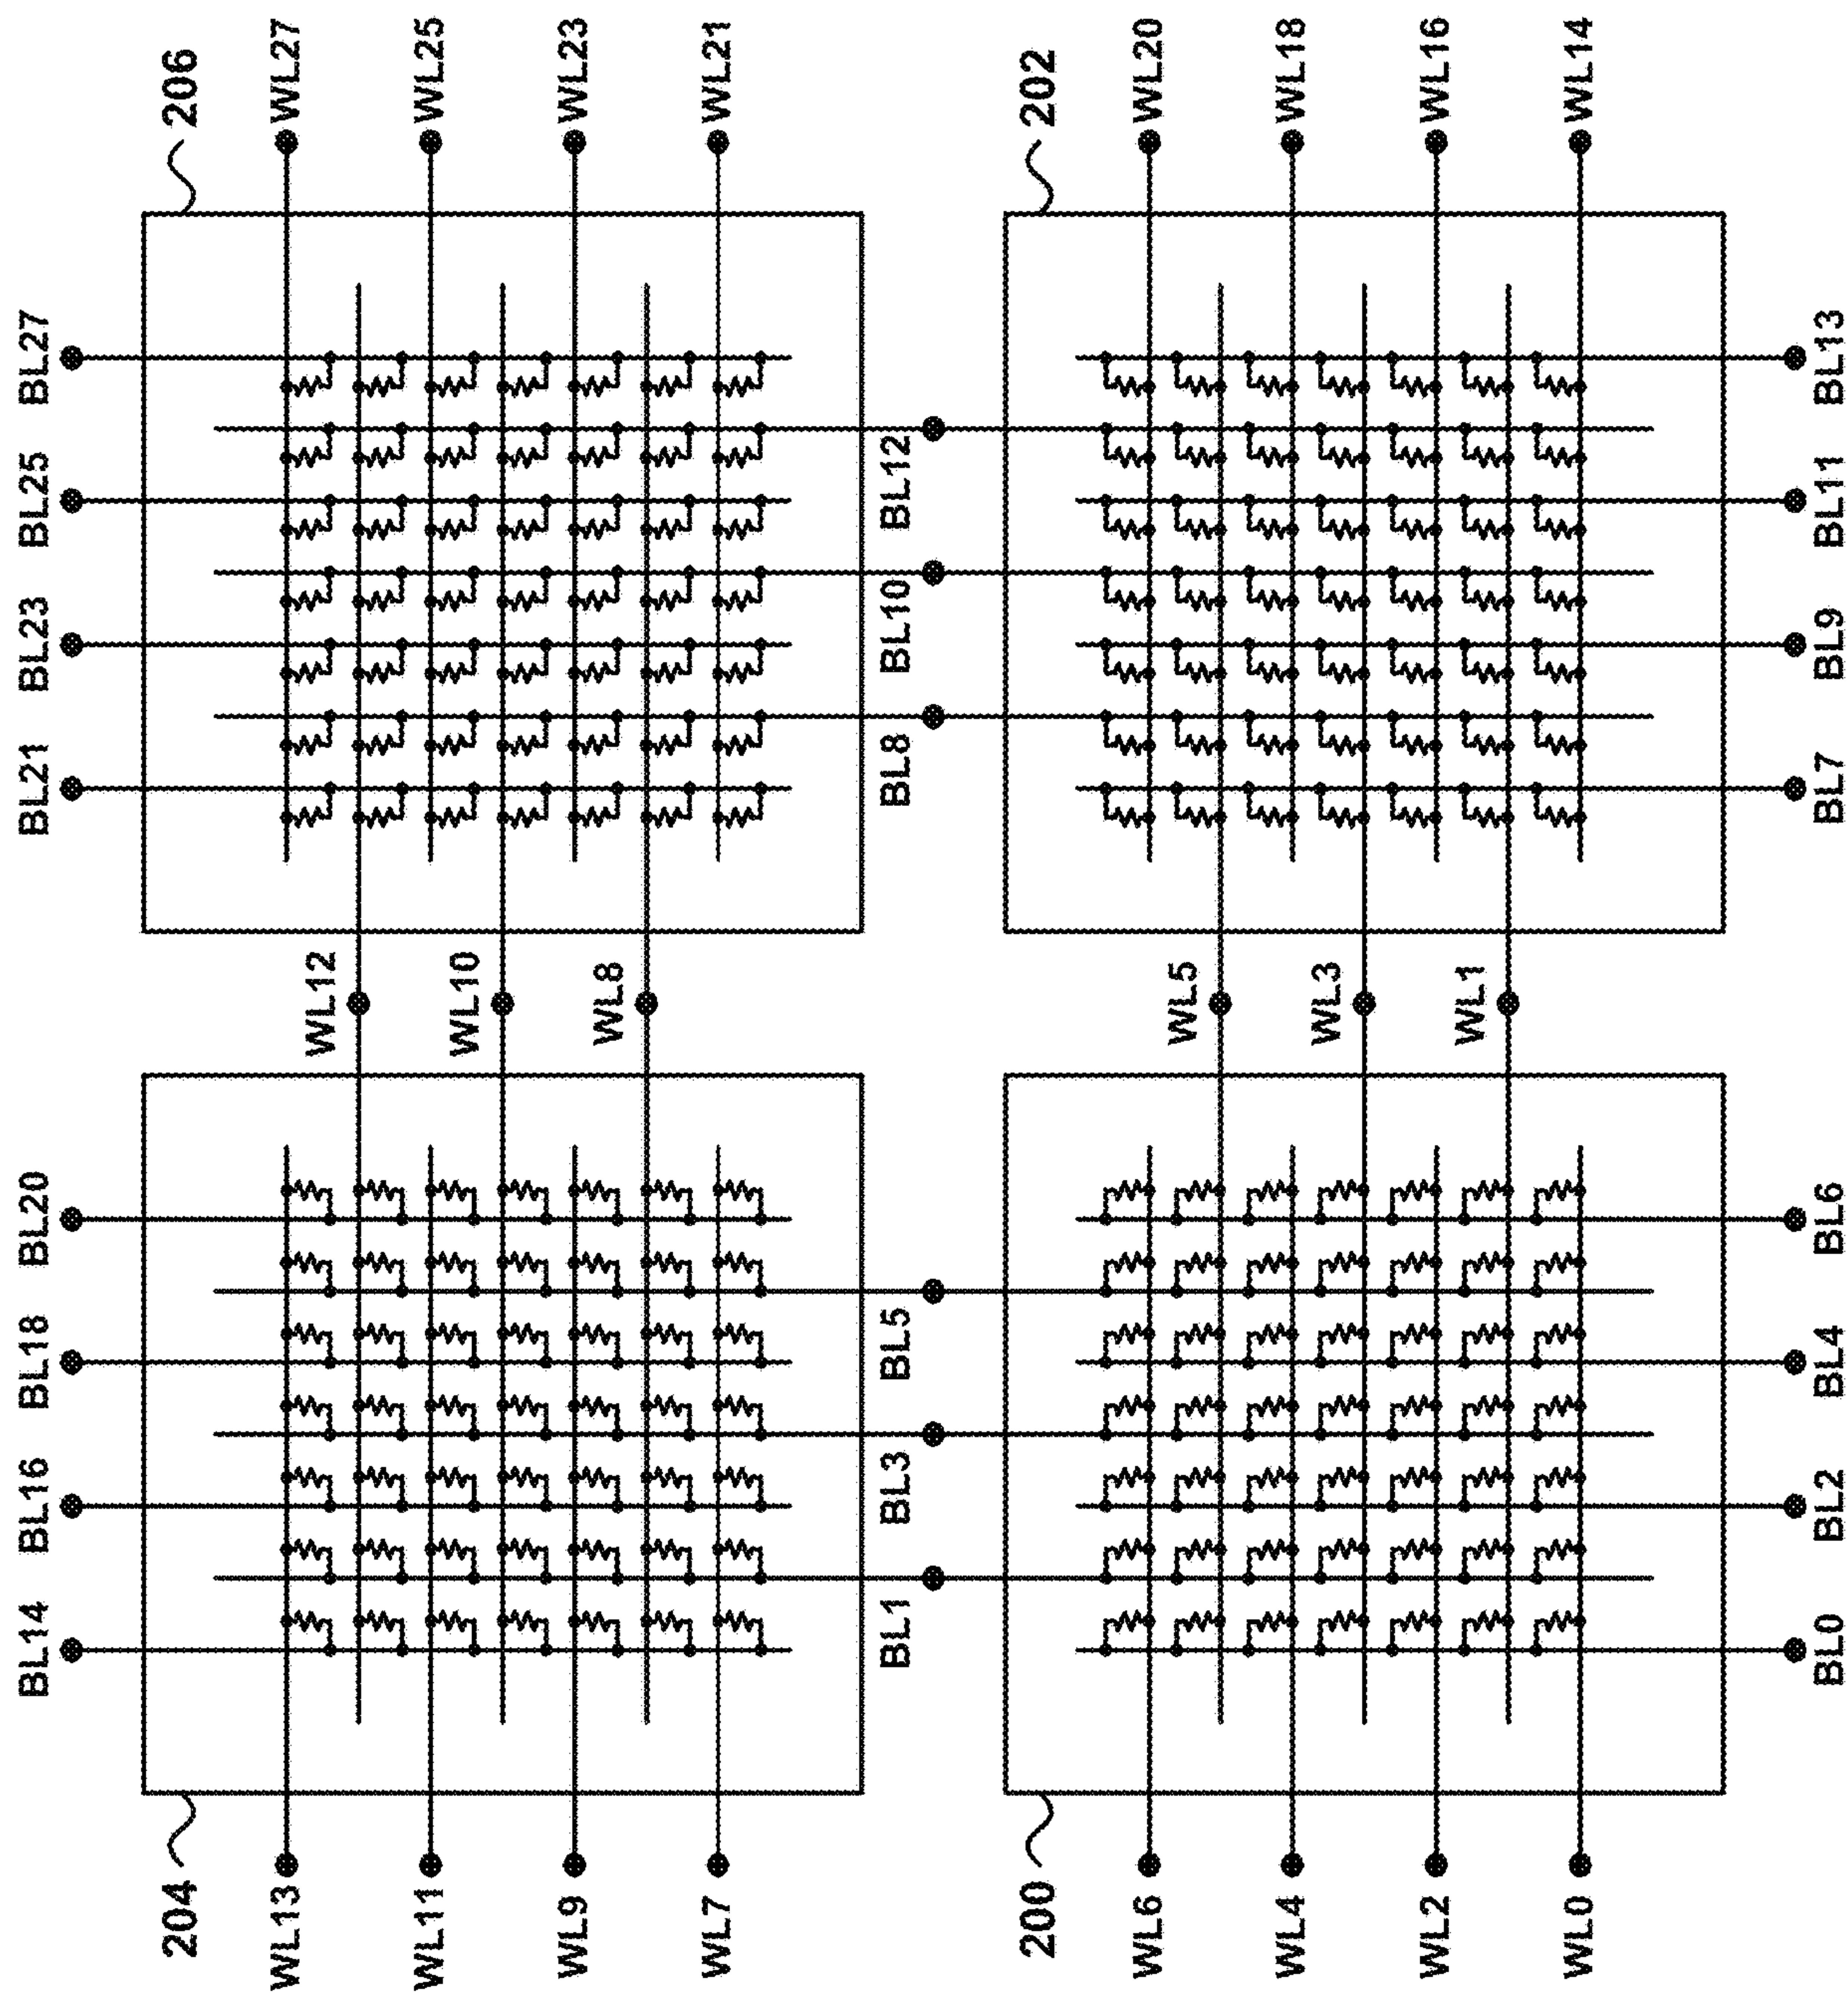 BL14 BL16 BL18 BL20 BL21 BL23 BL25 BL27
204 206
WL13 WL27
WL12
WL11 WL25
WL10
WL9 WL23
WL8
WL7 WL21
BL1 BL3 BL5 BL8 BL10 BL12
200 202
WL6 WL20
WL5
WL4 WL18
WL3
WL2 WL16
WL1
WL0 WL14
BL0 BL2 BL4 BL6 BL7 BL9 BL11 BL13